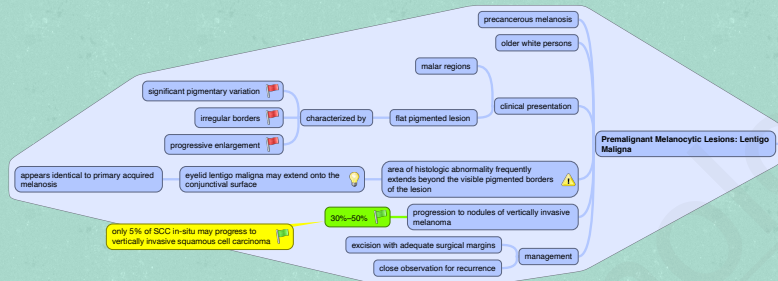 precancerous melanosis
older white persons
malar regions
significant pigmentary variation
clinical presentation
irregular borders
characterized by
flat pigmented lesion
progressive enlargement
Premalignant Melanocytic Lesions: Lentigo
Maligna
appears identical to primary acquired
melanosis
eyelid lentigo maligna may extend onto the
conjunctival surface
area of histologic abnormality frequently
extends beyond the visible pigmented borders
of the lesion
30%–50%
progression to nodules of vertically invasive
melanoma
only 5% of SCC in-situ may progress to
vertically invasive squamous cell carcinoma
excision with adequate surgical margins
management
close observation for recurrence